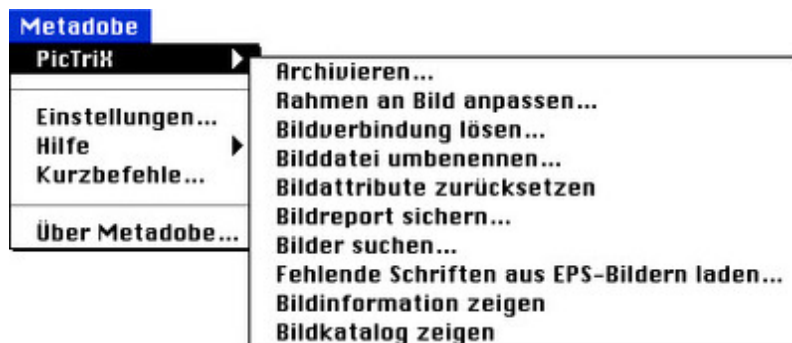 Metadobe
PicTriX
Einstellungen...
Hilfe
Kurzbefehle...
Über Metadobe...
Archivieren...
Rahmen an Bild anpassen...
Bildverbindung lösen...
Bilddatei umbenennen...
Bildattribute zurücksetzen
Bildreport sichern...
Bilder suchen...
Fehlende Schriften aus EPS-Bildern laden...
Bildinformation zeigen
Bildkatalog zeigen